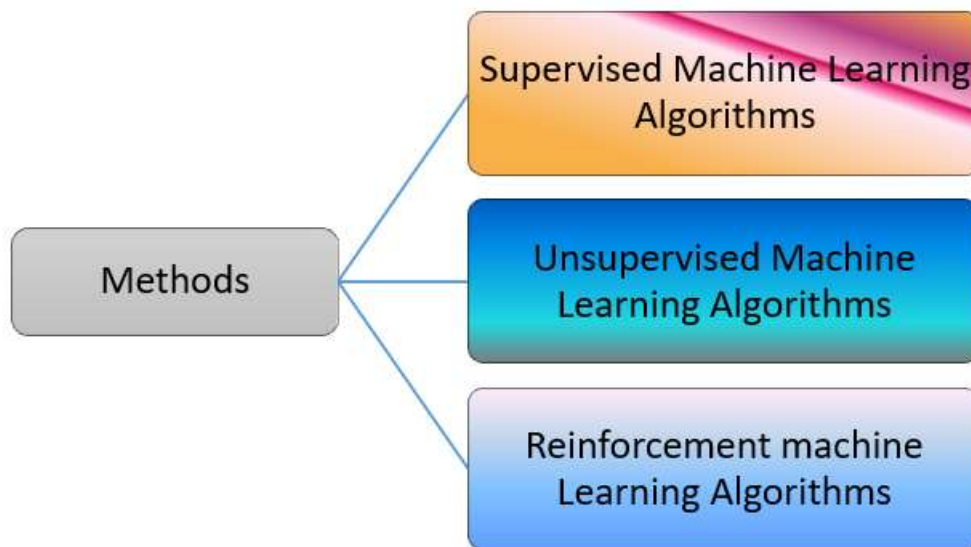 Supervised Machine Learning
Algorithms
Methods
Unsupervised Machine
Learning Algorithms
Reinforcement machine
Learning Algorithms